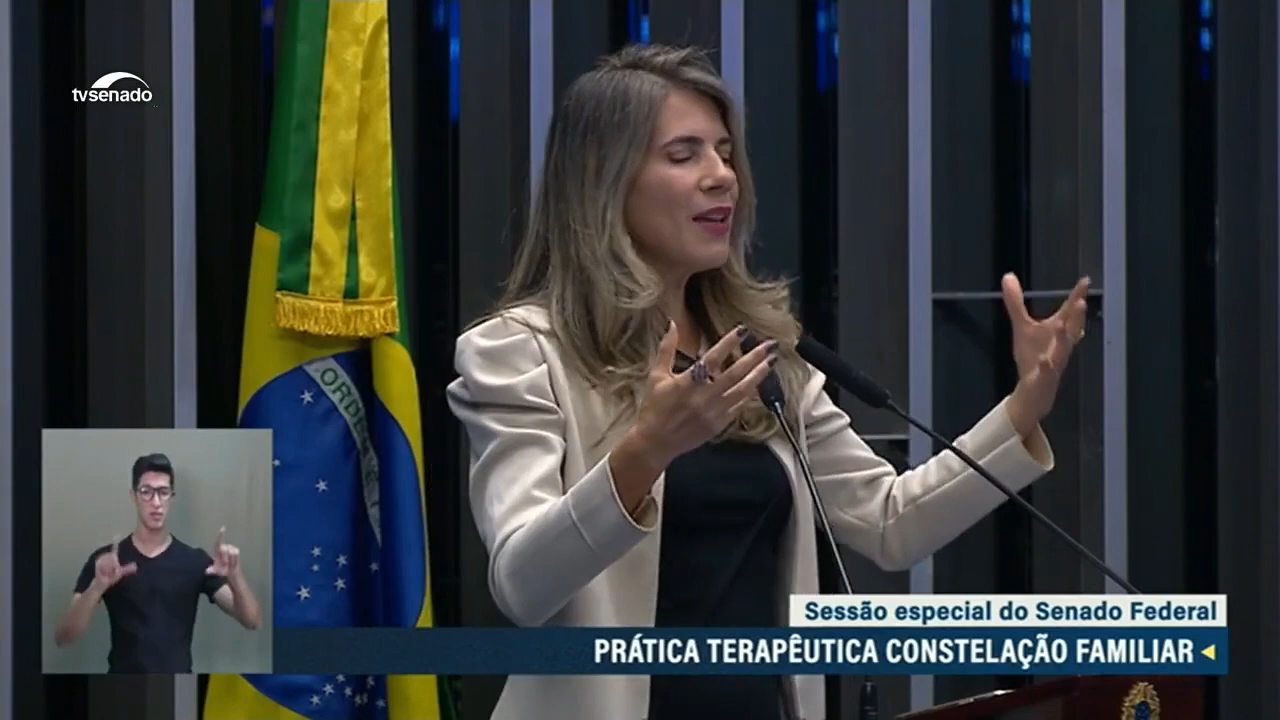 tvsenado
ORDEM E
Sessão especial do Senado Federal
PRÁTICA TERAPÊUTICA CONSTELAÇÃO FAMILIAR